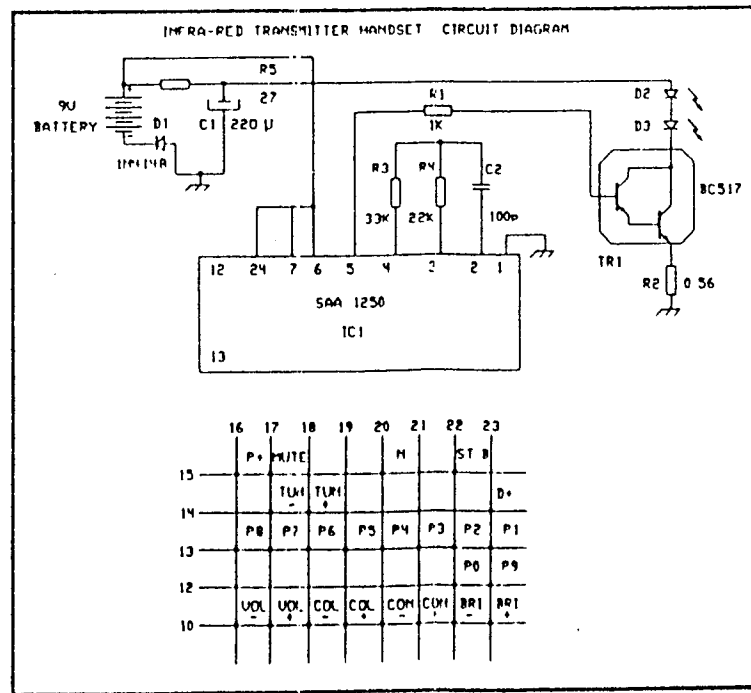 INFRA-RED TRANSMITTER HANDSET CIRCUIT DIAGRAM
R5
27
9V
BATTERY
D1
1N4148
C1 220 µ
R1
1K
D2
D3
BC517
TR1
R2 0.56
R3
33K
R4
22K
C2
100p
12 24 7 6 5 4 3 2 1
SAA 1250
IC1
13
16 17 18 19 20 21 22 23
P+ MUTE N ST B
15
TUN - TUN + D+
14
P8 P7 P6 P5 P4 P3 P2 P1
13
P0 P9
12
VOL - VOL + COL - COL + CON - CON + BRI - BRI +
10